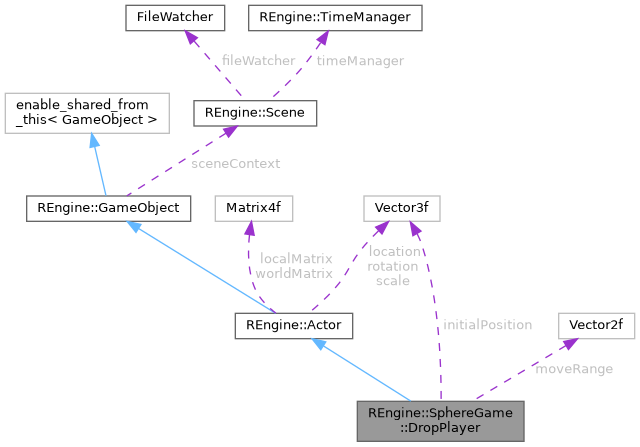 FileWatcher
REngine::TimeManager
fileWatcher
timeManager
enable_shared_from
_this< GameObject >
REngine::Scene
sceneContext
REngine::GameObject
Matrix4f
Vector3f
localMatrix
worldMatrix
location
rotation
scale
REngine::Actor
initialPosition
Vector2f
moveRange
REngine::SphereGame
::DropPlayer